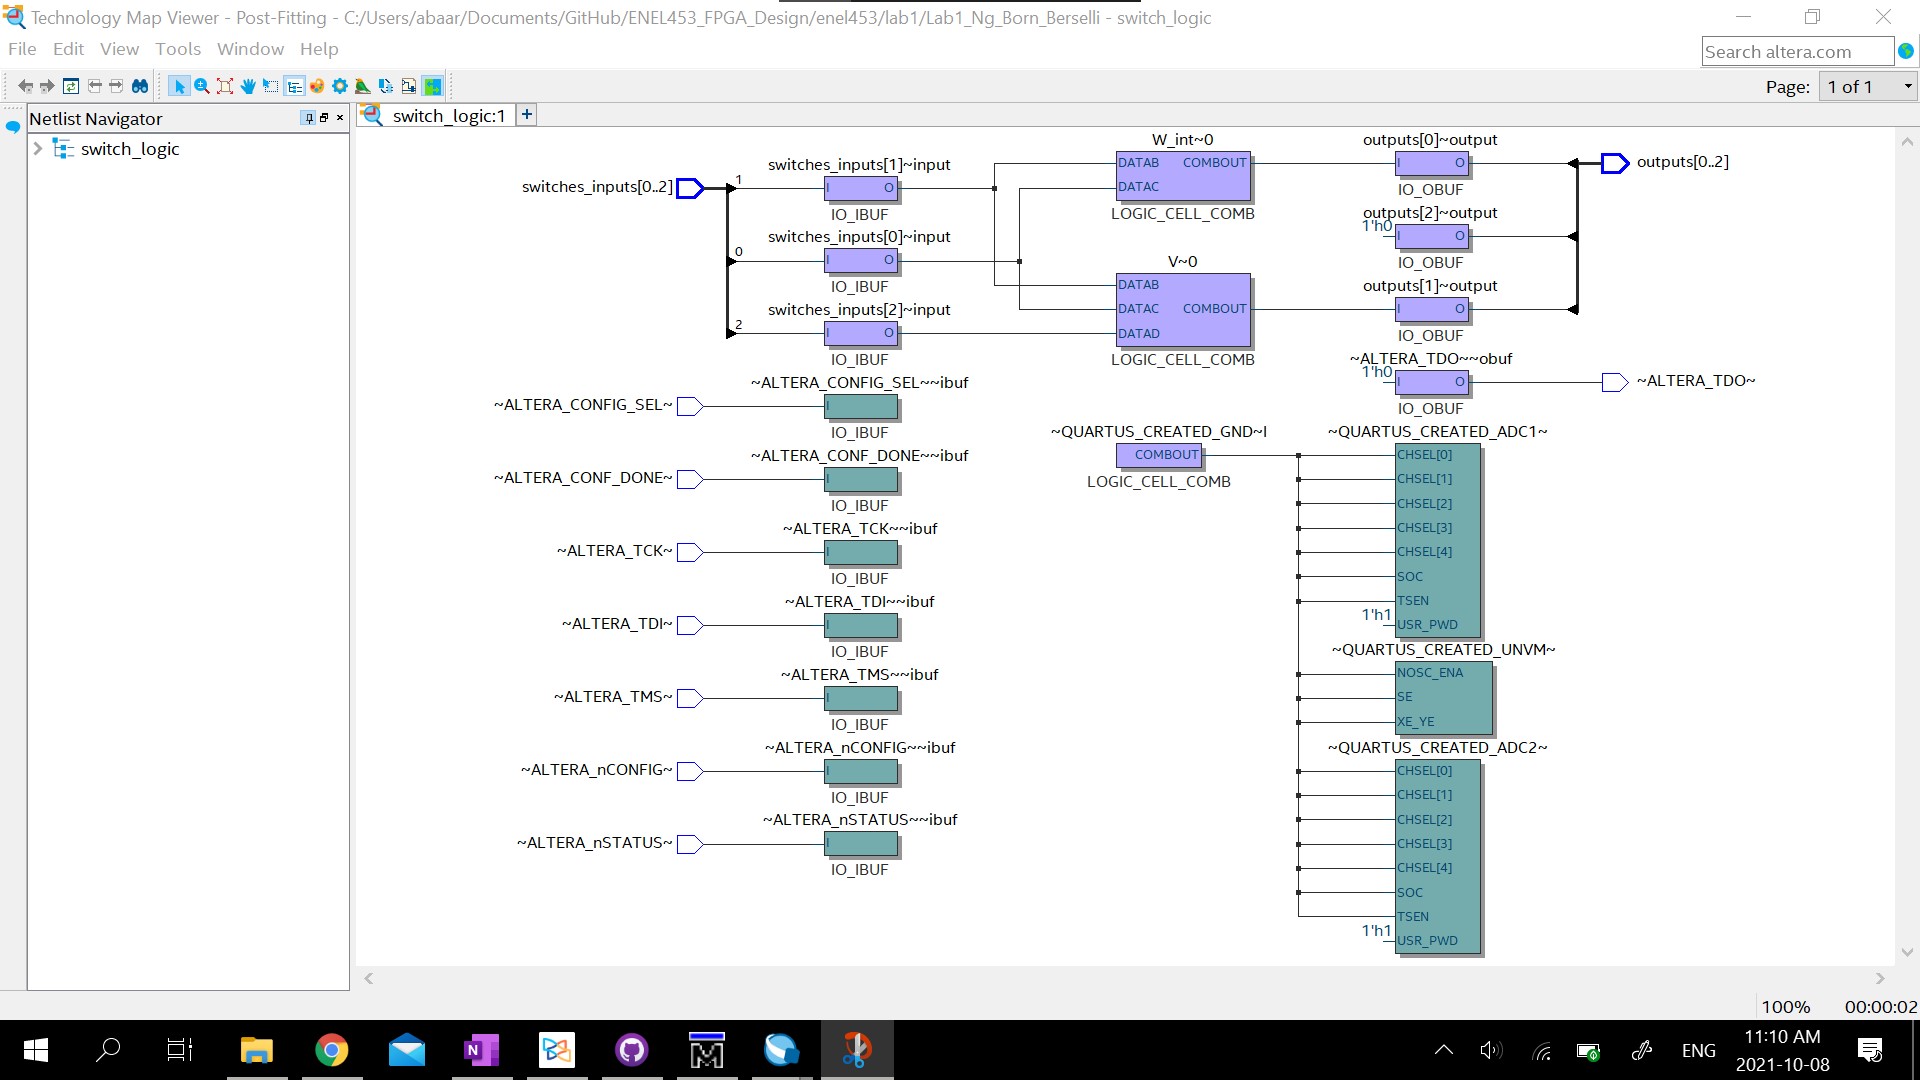 Technology Map Viewer - Post-Fitting - C:/Users/abaar/Documents/GitHub/ENEL453_FPGA_Design/enel453/lab1/Lab1_Ng_Born_Berselli - switch_logic
File Edit View Tools Window Help
Search altera.com
Page: 1 of 1
Netlist Navigator
switch_logic
switch_logic:1
+
switches_inputs[0..2]
1
0
2
switches_inputs[1]~input
I O
IO_IBUF
switches_inputs[0]~input
I O
IO_IBUF
switches_inputs[2]~input
I O
IO_IBUF
~ALTERA_CONFIG_SEL~
~ALTERA_CONFIG_SEL~~ibuf
I
IO_IBUF
~ALTERA_CONF_DONE~
~ALTERA_CONF_DONE~~ibuf
I
IO_IBUF
~ALTERA_TCK~
~ALTERA_TCK~~ibuf
I
IO_IBUF
~ALTERA_TDI~
~ALTERA_TDI~~ibuf
I
IO_IBUF
~ALTERA_TMS~
~ALTERA_TMS~~ibuf
I
IO_IBUF
~ALTERA_nCONFIG~
~ALTERA_nCONFIG~~ibuf
I
IO_IBUF
~ALTERA_nSTATUS~
~ALTERA_nSTATUS~~ibuf
I
IO_IBUF
W_int~0
DATAB COMBOUT
DATAC
LOGIC_CELL_COMB
V~0
DATAB
DATAC COMBOUT
DATAD
LOGIC_CELL_COMB
~QUARTUS_CREATED_GND~I
COMBOUT
LOGIC_CELL_COMB
outputs[0]~output
I O
IO_OBUF
outputs[0..2]
outputs[2]~output
1'h0
I O
IO_OBUF
outputs[1]~output
I O
IO_OBUF
~ALTERA_TDO~~obuf
1'h0
I O
IO_OBUF
~ALTERA_TDO~
~QUARTUS_CREATED_ADC1~
CHSEL[0]
CHSEL[1]
CHSEL[2]
CHSEL[3]
CHSEL[4]
SOC
TSEN
1'h1
USR_PWD
~QUARTUS_CREATED_UNVM~
NOSC_ENA
SE
XE_YE
~QUARTUS_CREATED_ADC2~
CHSEL[0]
CHSEL[1]
CHSEL[2]
CHSEL[3]
CHSEL[4]
SOC
TSEN
1'h1
USR_PWD
100% 00:00:02
N
M
ENG
11:10 AM
2021-10-08